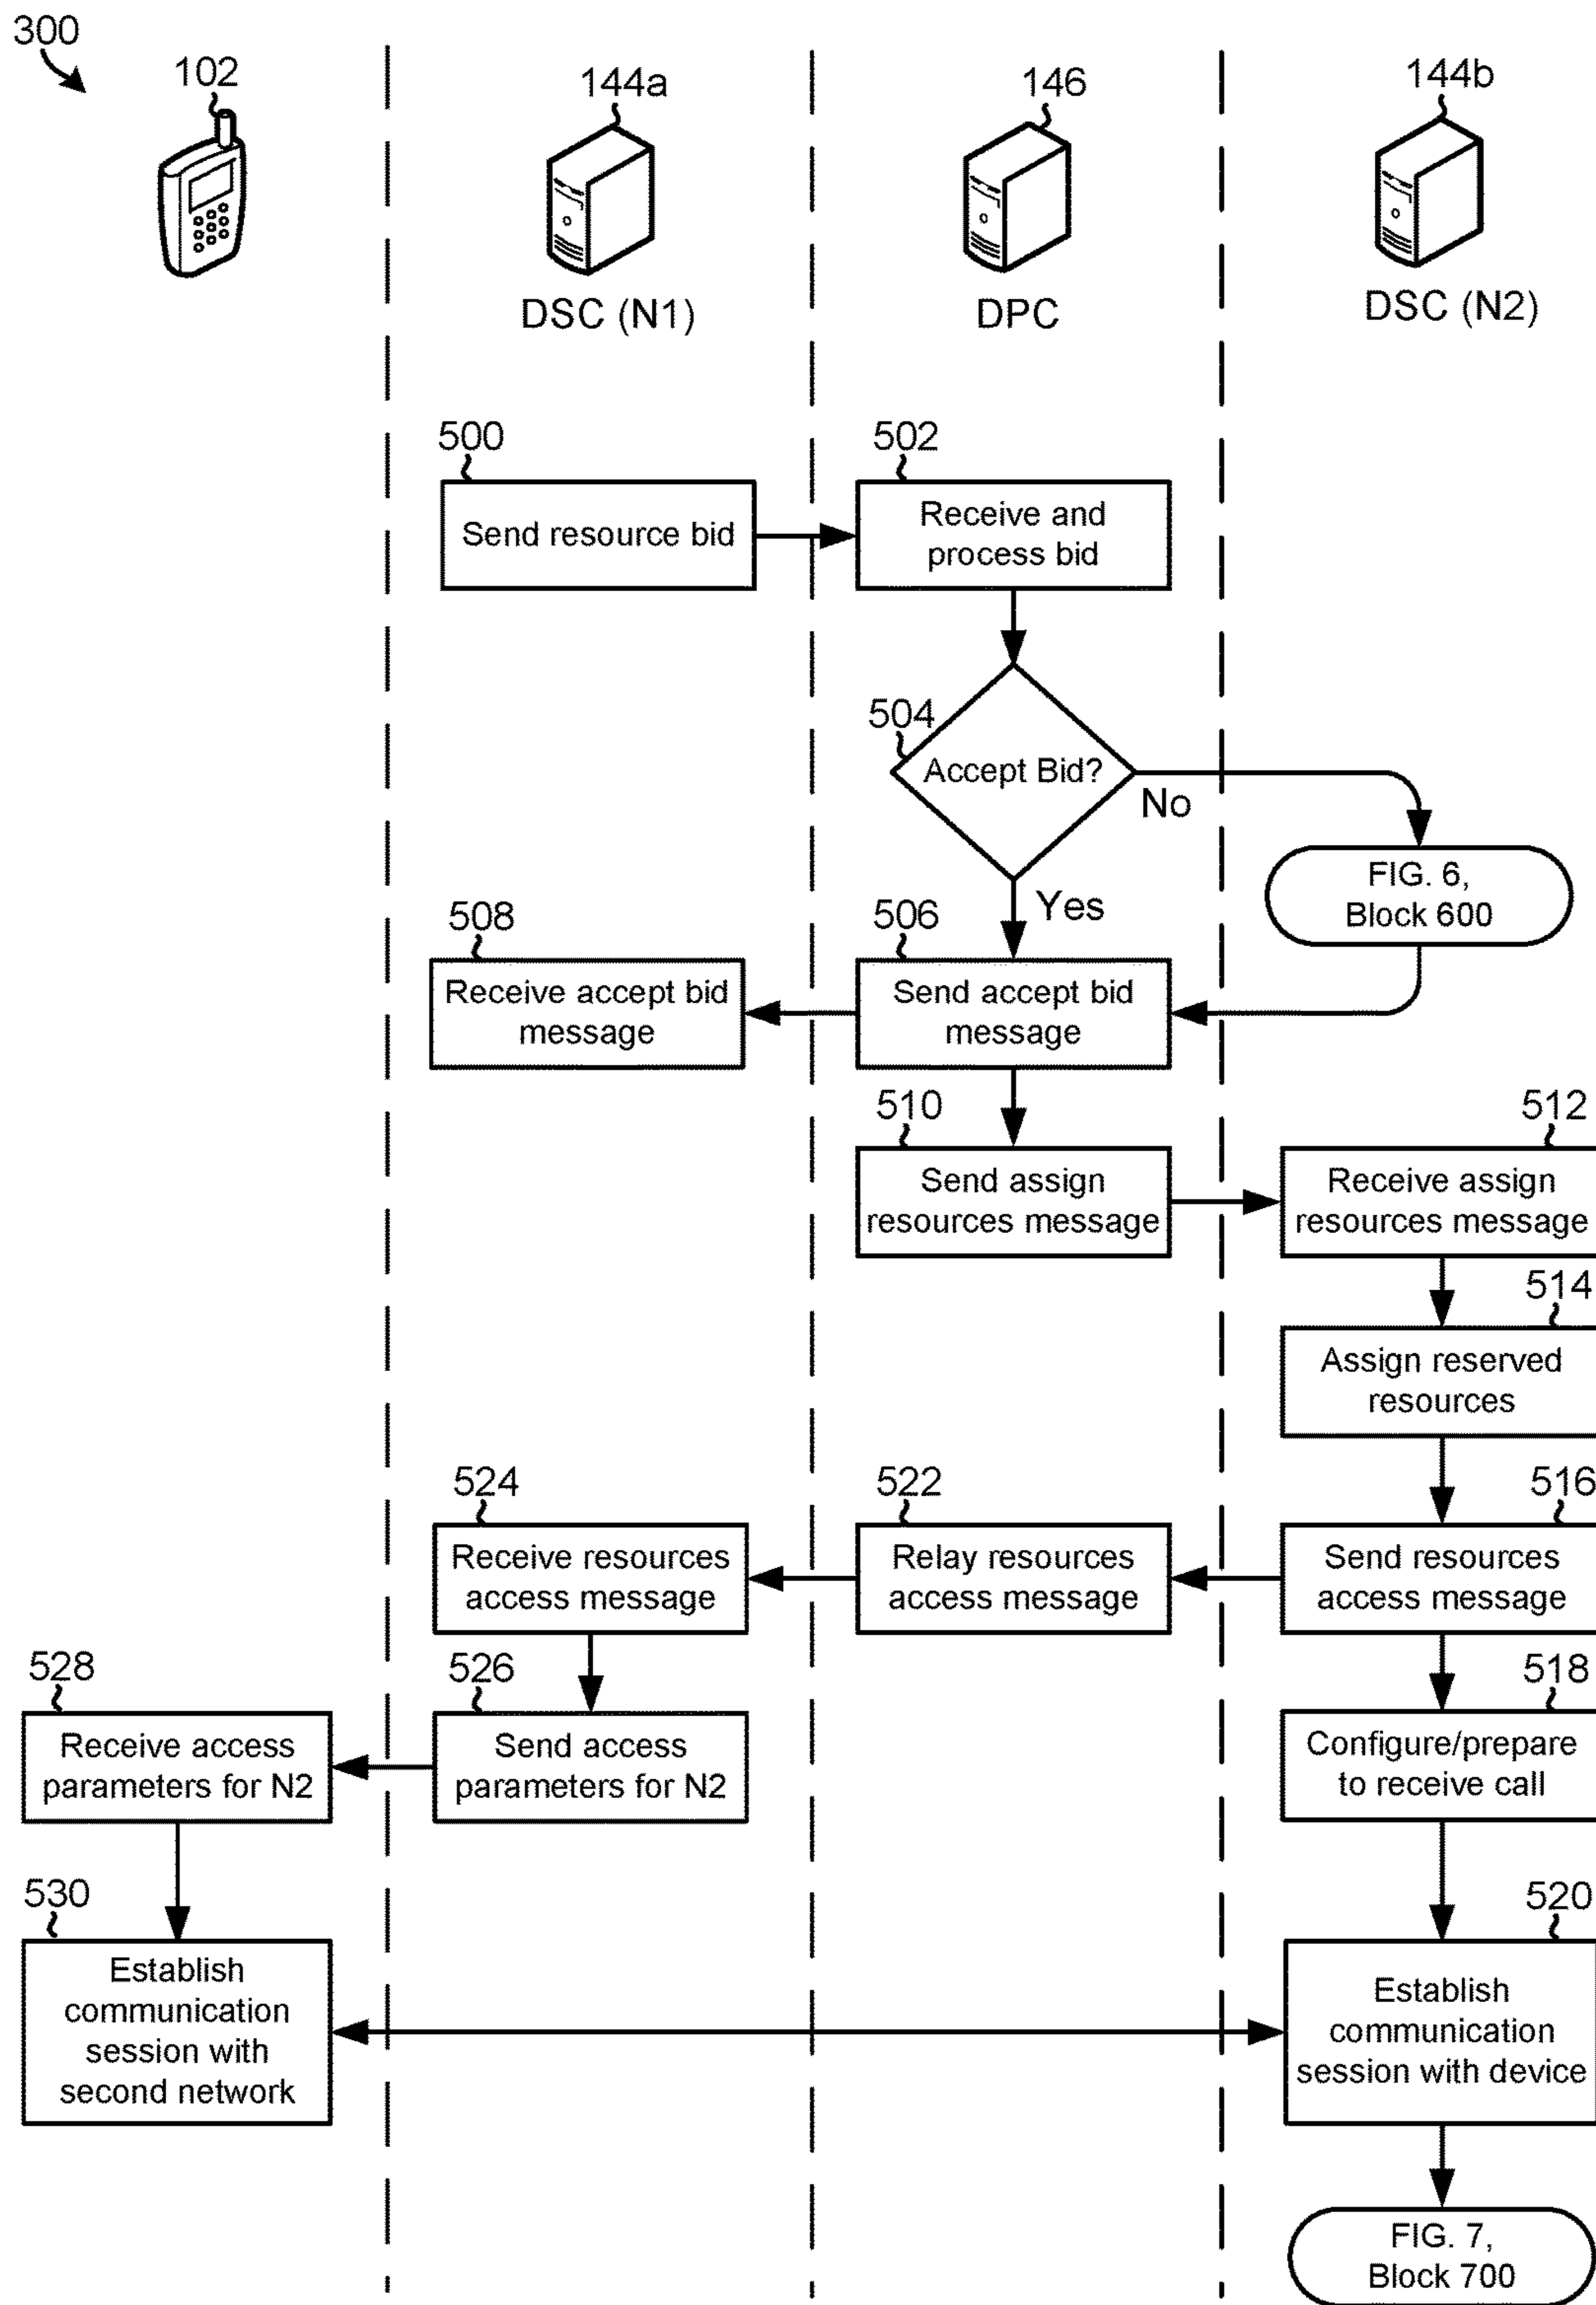 300
102
144a
146
144b
DSC (N1)
DPC
DSC (N2)
500
502
Send resource bid
Receive and
process bid
504
Accept Bid?
No
FIG. 6,
Block 600
Yes
508
506
Receive accept bid
message
Send accept bid
message
510
512
Send assign
resources message
Receive assign
resources message
514
Assign reserved
resources
524
522
516
Receive resources
access message
Relay resources
access message
Send resources
access message
528
526
518
Receive access
parameters for N2
Send access
parameters for N2
Configure/prepare
to receive call
530
520
Establish
communication
session with
second network
Establish
communication
session with device
FIG. 7,
Block 700